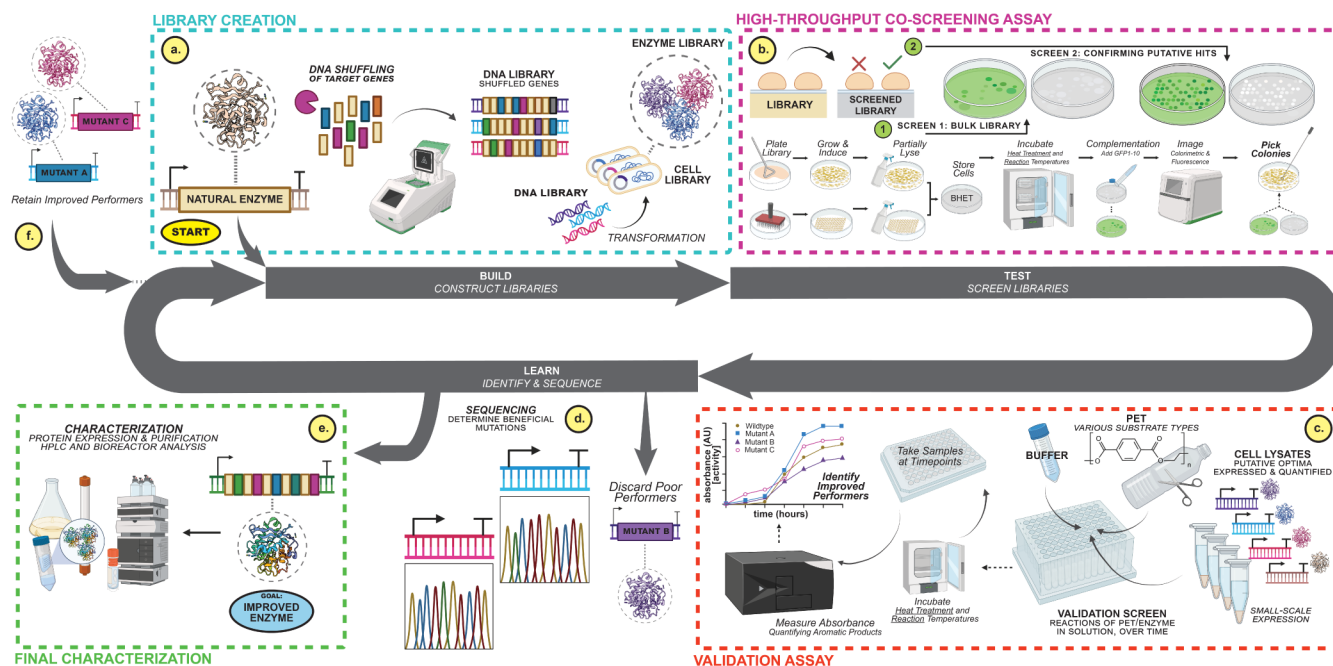 LIBRARY CREATION
a.
MUTANT C
MUTANT A
Retain Improved Performers
f.
NATURAL ENZYME
START
DNA SHUFFLING
OF TARGET GENES
DNA LIBRARY
SHUFFLED GENES
ENZYME LIBRARY
CELL LIBRARY
DNA LIBRARY
TRANSFORMATION
HIGH-THROUGHPUT CO-SCREENING ASSAY
b.
LIBRARY
SCREENED
LIBRARY
2
SCREEN 2: CONFIRMING PUTATIVE HITS
1
SCREEN 1: BULK LIBRARY
Plate
Library
Grow &
Induce
Partially
Lyse
Store
Cells
BHET
Incubate
Heat Treatment and
Reaction Temperatures
Complementation
Add GFP1-10
Image
Colorimetric &
Fluorescence
Pick
Colonies
BUILD
CONSTRUCT LIBRARIES
TEST
SCREEN LIBRARIES
LEARN
IDENTIFY & SEQUENCE
CHARACTERIZATION
PROTEIN EXPRESSION & PURIFICATION
HPLC AND BIOREACTOR ANALYSIS
e.
GOAL:
IMPROVED
ENZYME
FINAL CHARACTERIZATION
SEQUENCING
DETERMINE BENEFICIAL
MUTATIONS
d.
Discard Poor
Performers
MUTANT B
absorbance (AU)
[activity]
Wildtype
Mutant A
Mutant B
Mutant C
Identify
Improved
Performers
time (hours)
Take Samples
at Timepoints
Measure Absorbance
Quantifying Aromatic Products
Incubate
Heat Treatment and
Reaction Temperatures
BUFFER
PET
VARIOUS SUBSTRATE TYPES
O
O
O
O
n
c.
CELL LYSATES
PUTATIVE OPTIMA
EXPRESSED & QUANTIFIED
VALIDATION SCREEN
REACTIONS OF PET/ENZYME
IN SOLUTION, OVER TIME
SMALL-SCALE
EXPRESSION
VALIDATION ASSAY